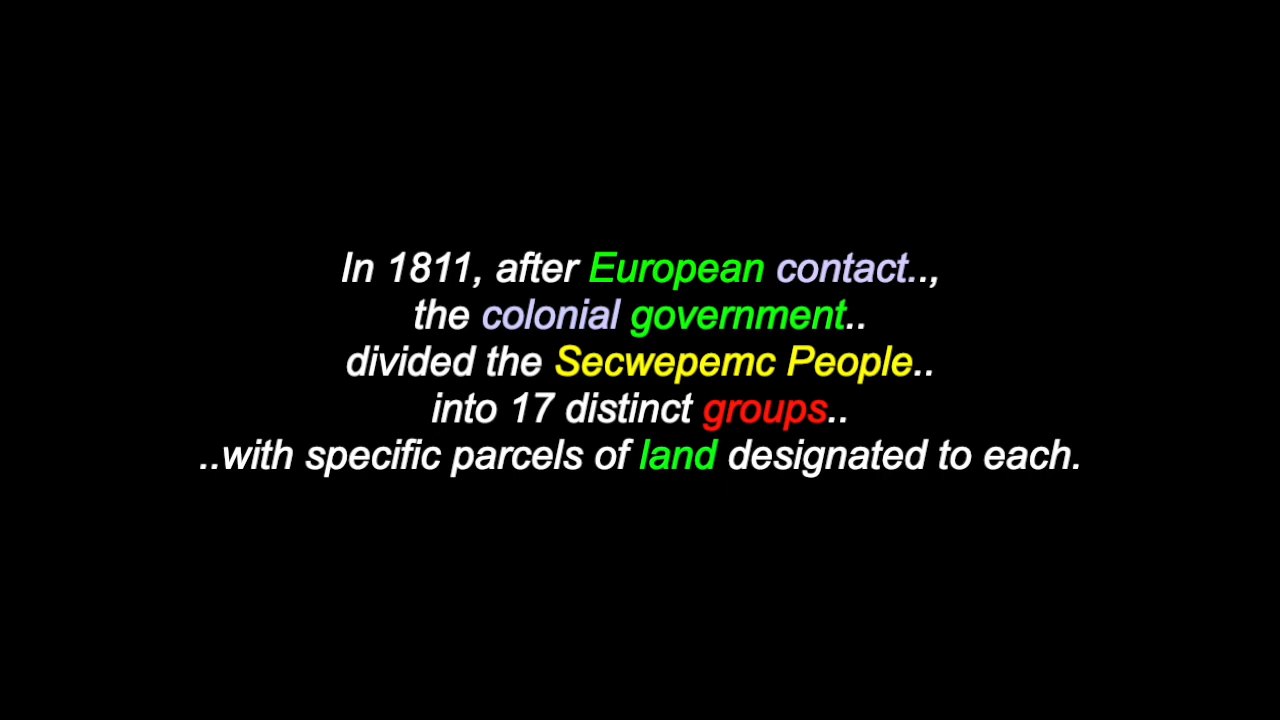 In 1811, after European contact..,
the colonial government..
divided the Secwepemc People..
into 17 distinct groups..
..with specific parcels of land designated to each.